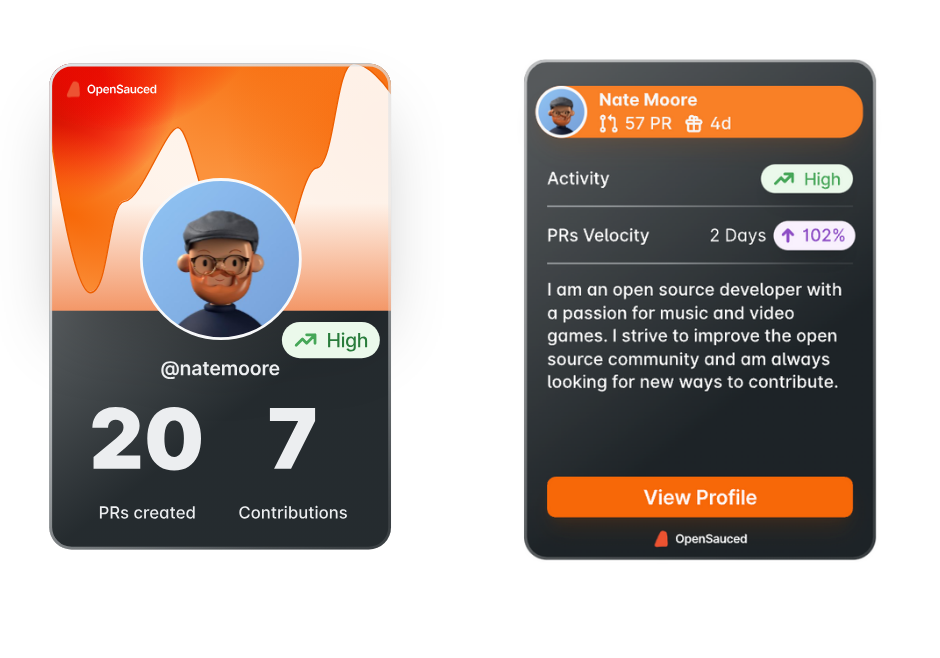 OpenSauced
High
@natemoore
20 7
PRs created Contributions
Nate Moore
57 PR 4d
Activity High
PRs Velocity 2 Days 102%
I am an open source developer with
a passion for music and video
games. I strive to improve the open
source community and am always
looking for new ways to contribute.
View Profile
OpenSauced